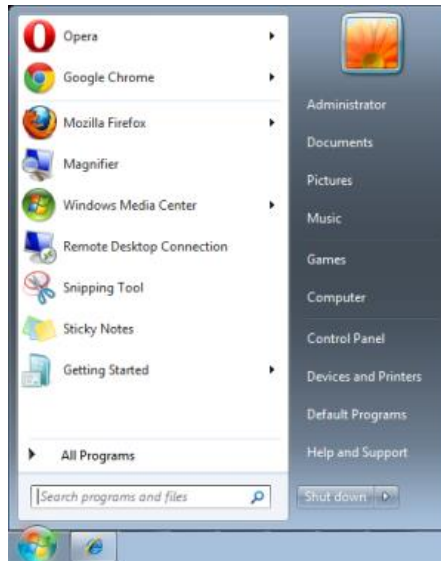 Opera
Google Chrome
Mozilla Firefox
Magnifier
Windows Media Center
Remote Desktop Connection
Snipping Tool
Sticky Notes
Getting Started
All Programs
Search programs and files
Administrator
Documents
Pictures
Music
Games
Computer
Control Panel
Devices and Printers
Default Programs
Help and Support
Shut down